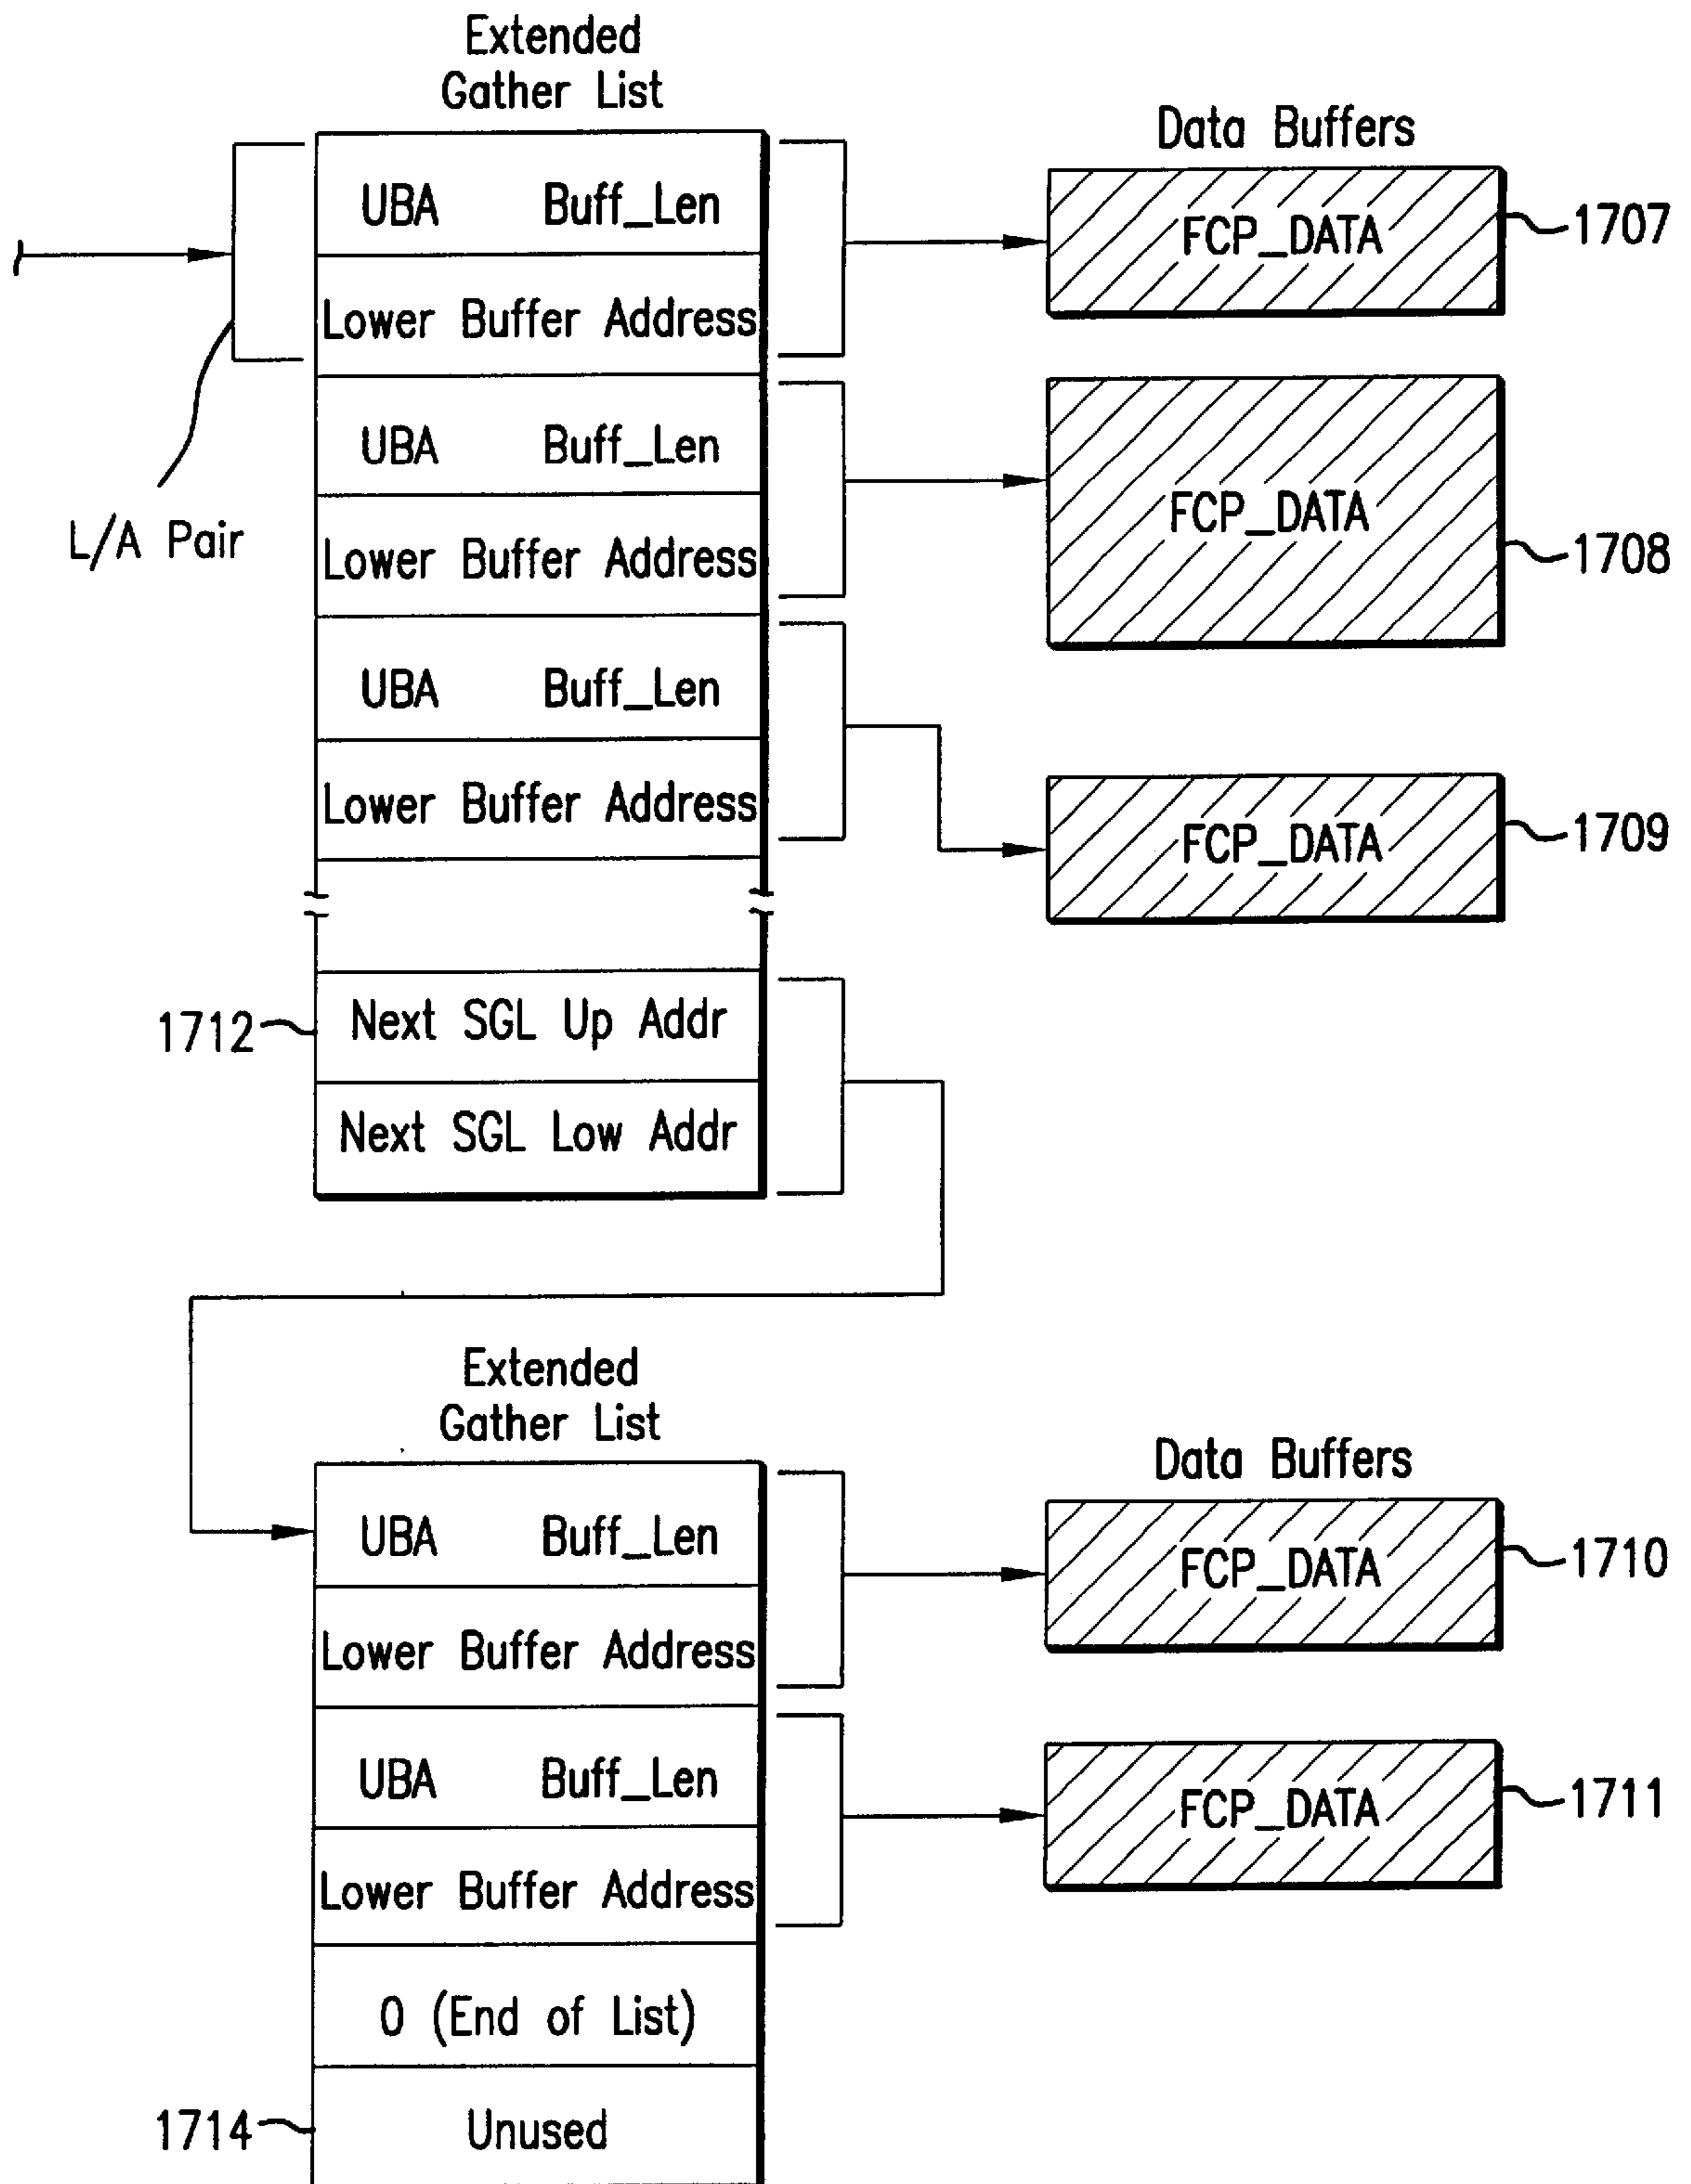 Extended
Gather List
Data Buffers
UBA Buff_Len
FCP_DATA
1707
Lower Buffer Address
UBA Buff_Len
L/A Pair
FCP_DATA
1708
Lower Buffer Address
UBA Buff_Len
Lower Buffer Address
FCP_DATA
1709
1712
Next SGL Up Addr
Next SGL Low Addr
Extended
Gather List
Data Buffers
UBA Buff_Len
FCP_DATA
1710
Lower Buffer Address
UBA Buff_Len
FCP_DATA
1711
Lower Buffer Address
0 (End of List)
1714
Unused